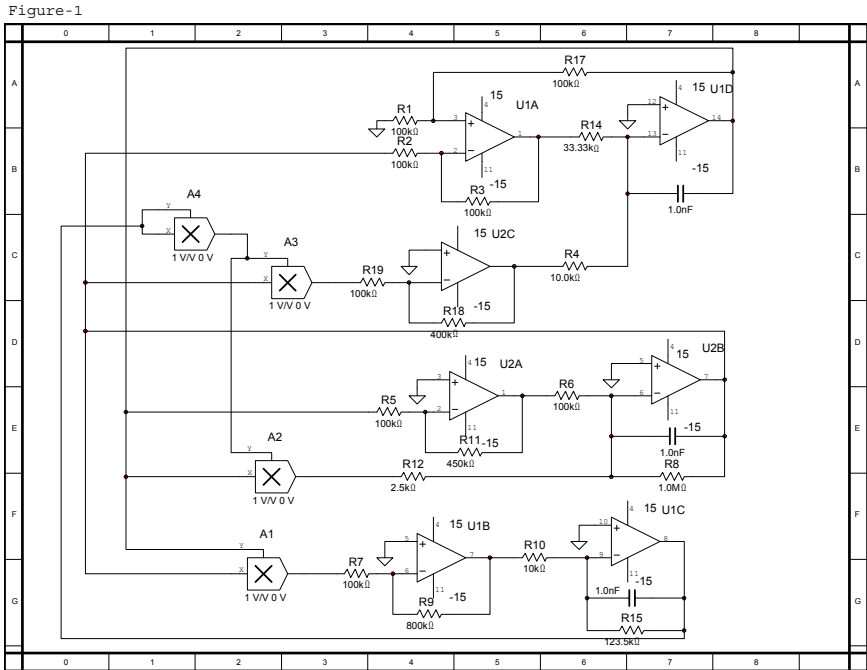 Figure-1
0 1 2 3 4 5 6 7 8
A A
R17
100kΩ
15 U1D
4
12
14
13
11
-15
1.0nF
R1
100kΩ
15
4
U1A
3
1
2
11
-15
R14
33.33kΩ
B B
R2
100kΩ
R3
100kΩ
A4
Y
X
1 V/V 0 V
C C
A3
Y
X
1 V/V 0 V
R19
100kΩ
15 U2C
-15
R18
400kΩ
R4
10.0kΩ
D D
4
15 U2A
3
1
2
11
-15
R5
100kΩ
R11
450kΩ
R6
100kΩ
4
15
U2B
5
7
6
11
-15
1.0nF
R8
1.0MΩ
E E
A2
Y
X
1 V/V 0 V
R12
2.5kΩ
F F
A1
Y
X
1 V/V 0 V
R7
100kΩ
4
15 U1B
5
7
6
11
-15
R9
800kΩ
R10
10kΩ
4
15 U1C
10
8
9
11
-15
1.0nF
R15
123.5kΩ
G G
0 1 2 3 4 5 6 7 8